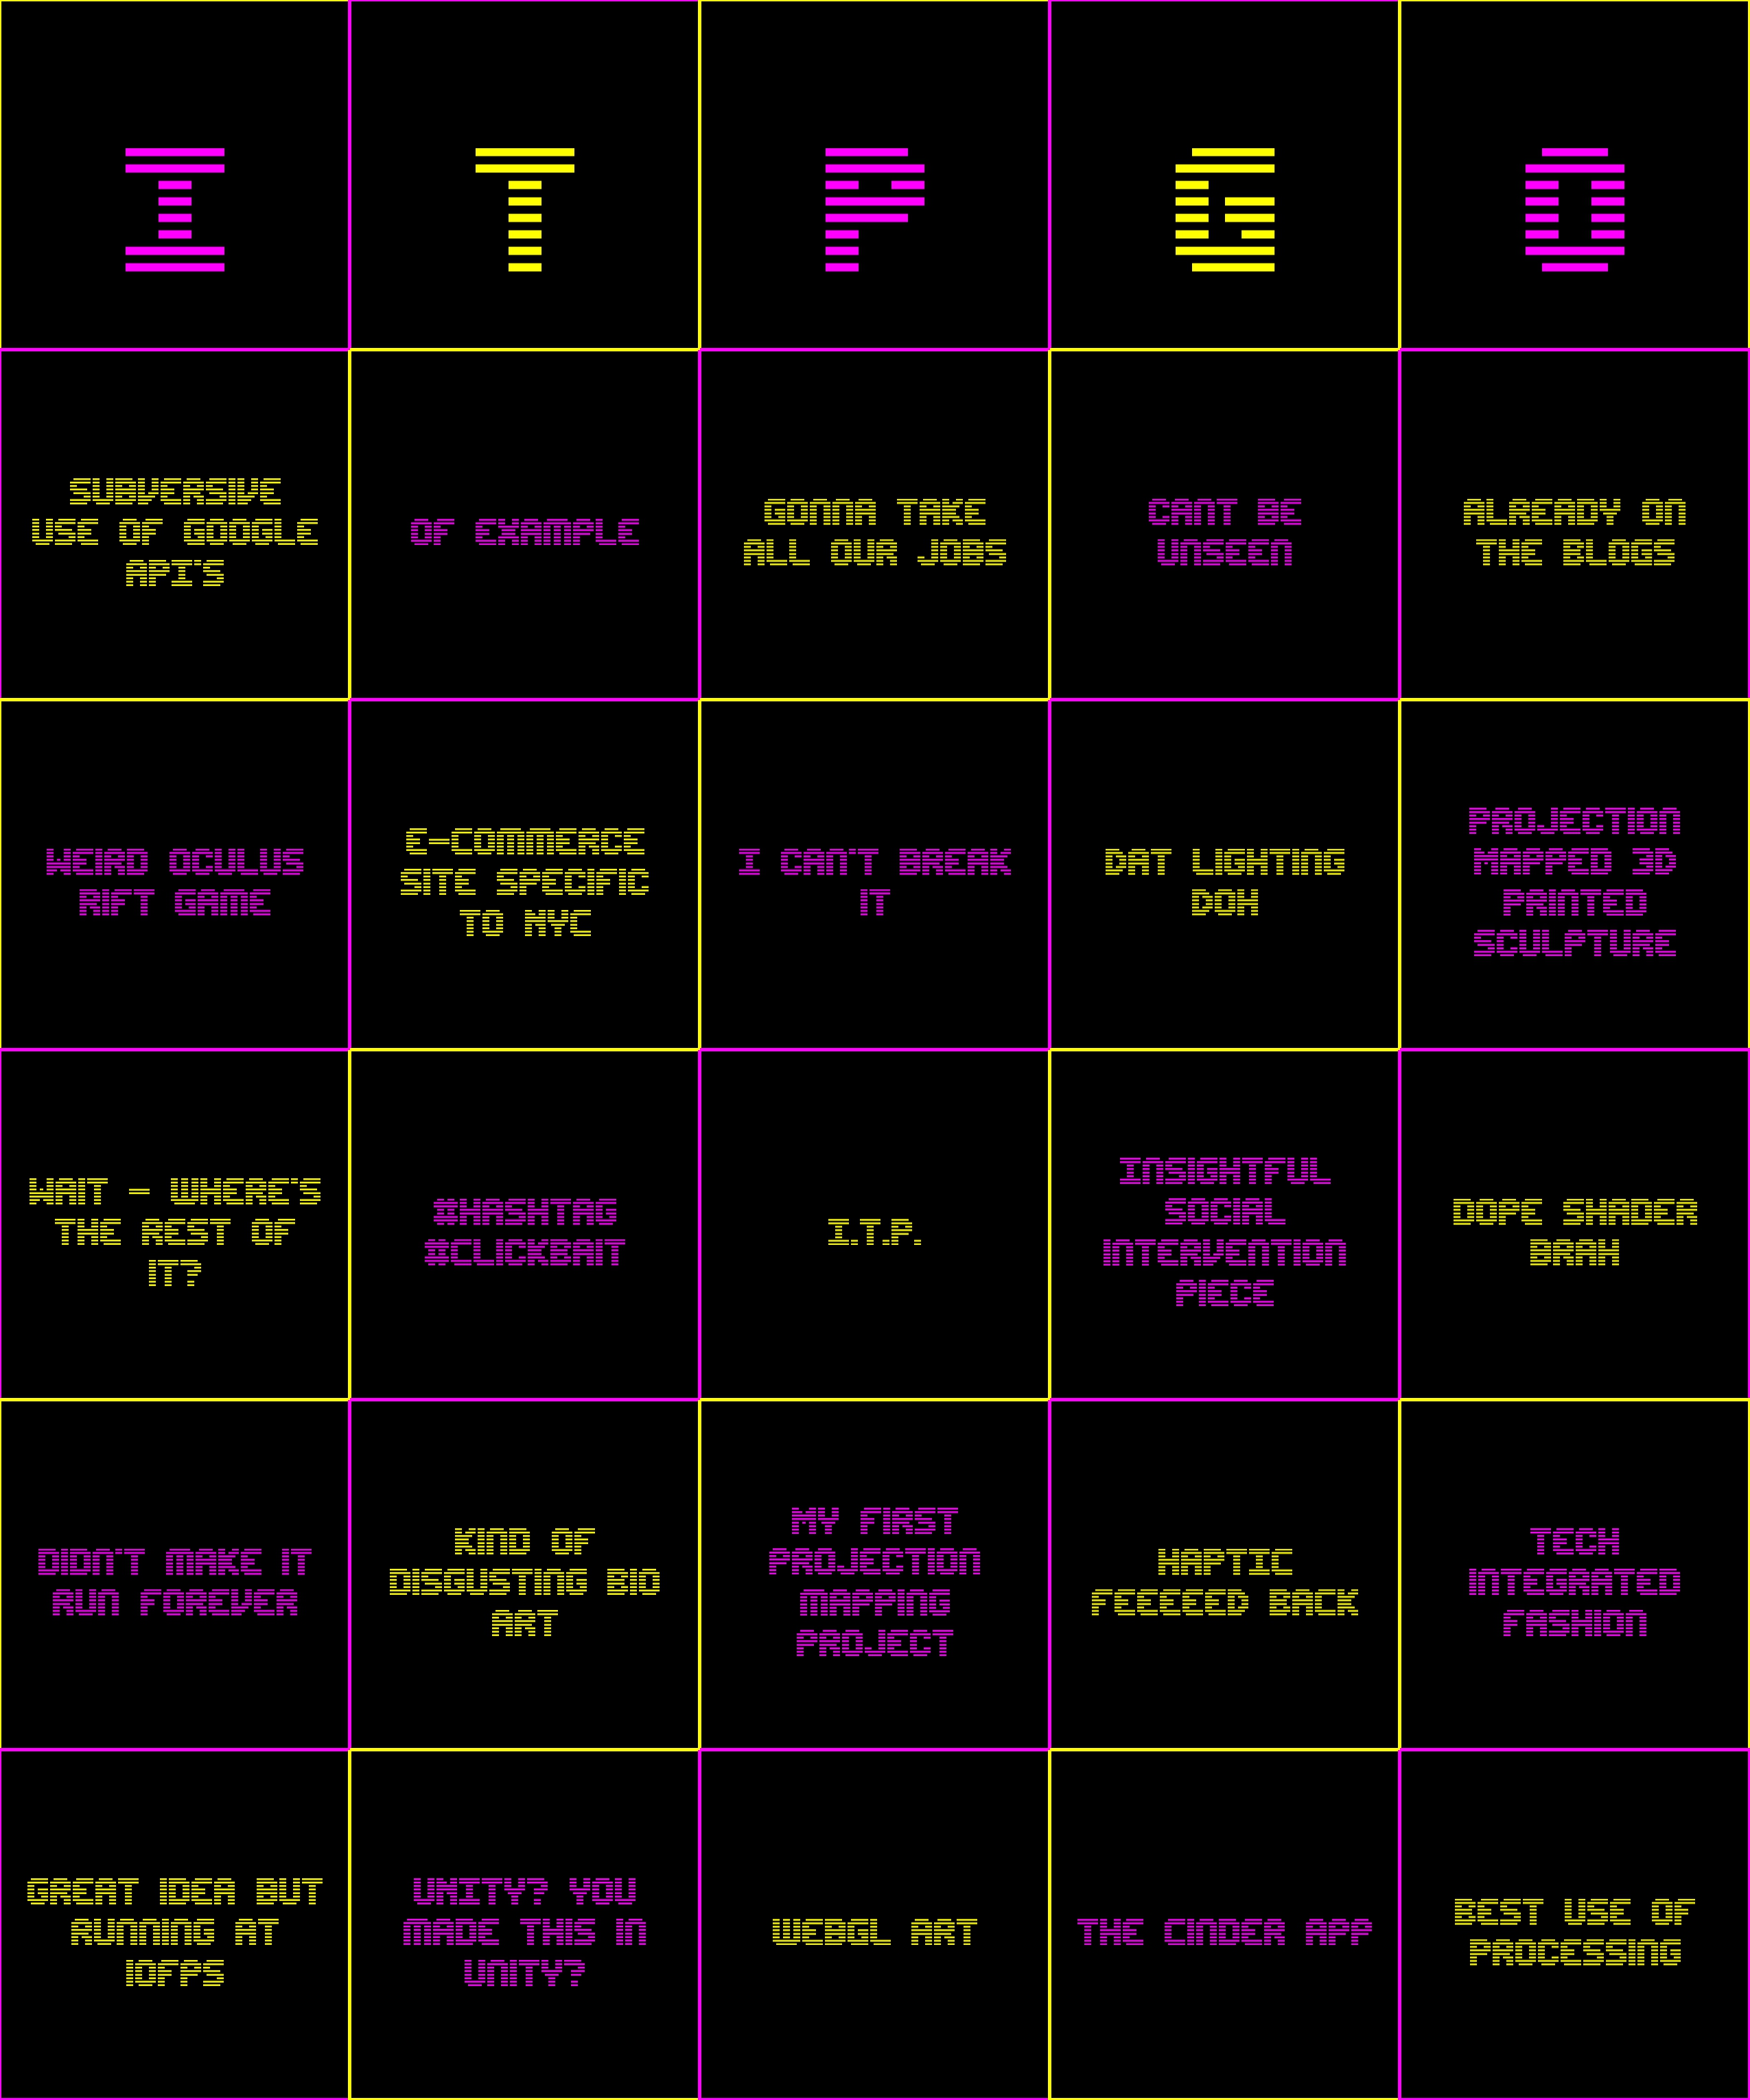 I T P G O
SUBVERSIVE
USE OF GOOGLE
API'S
OF EXAMPLE
GONNA TAKE
ALL OUR JOBS
CANT BE
UNSEEN
ALREADY ON
THE BLOGS
WEIRD OCULUS
RIFT GAME
E-COMMERCE
SITE SPECIFIC
TO NYC
I CAN'T BREAK
IT
DAT LIGHTING
DOH
PROJECTION
MAPPED 3D
PRINTED
SCULPTURE
WAIT - WHERE'S
THE REST OF
IT?
#HASHTAG
#CLICKBAIT
I.T.P.
INSIGHTFUL
SOCIAL
INTERVENTION
PIECE
DOPE SHADER
BRAH
DIDN'T MAKE IT
RUN FOREVER
KIND OF
DISGUSTING BIO
ART
MY FIRST
PROJECTION
MAPPING
PROJECT
HAPTIC
FEEEEED BACK
TECH
INTEGRATED
FASHION
GREAT IDEA BUT
RUNNING AT
10FPS
UNITY? YOU
MADE THIS IN
UNITY?
WEBGL ART
THE CINDER APP
BEST USE OF
PROCESSING